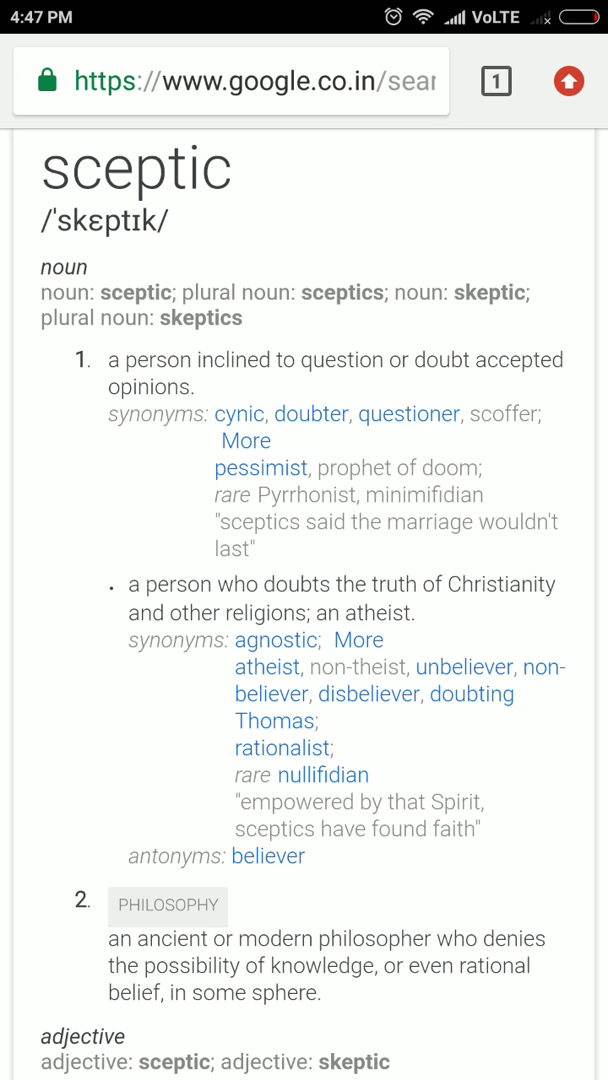 4:47 PM VoLTE
https://www.google.co.in/sear 1
sceptic
/ˈskɛptɪk/
noun
noun: sceptic; plural noun: sceptics; noun: skeptic;
plural noun: skeptics
1. a person inclined to question or doubt accepted
opinions.
synonyms: cynic, doubter, questioner, scoffer;
More
pessimist, prophet of doom;
rare Pyrrhonist, minimifidian
"sceptics said the marriage wouldn't
last"
• a person who doubts the truth of Christianity
and other religions; an atheist.
synonyms: agnostic; More
atheist, non-theist, unbeliever, non-
believer, disbeliever, doubting
Thomas;
rationalist;
rare nullifidian
"empowered by that Spirit,
sceptics have found faith"
antonyms: believer
2. PHILOSOPHY
an ancient or modern philosopher who denies
the possibility of knowledge, or even rational
belief, in some sphere.
adjective
adjective: sceptic; adjective: skeptic